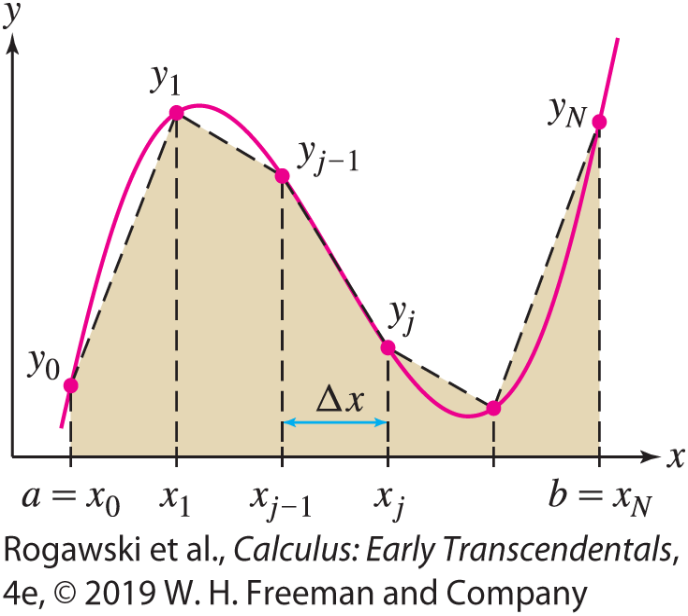 y
y1
yj−1
yN
yj
y0
Δx
x
a = x0 x1 xj−1 xj b = xN
Rogawski et al., Calculus: Early Transcendentals,
4e, © 2019 W. H. Freeman and Company